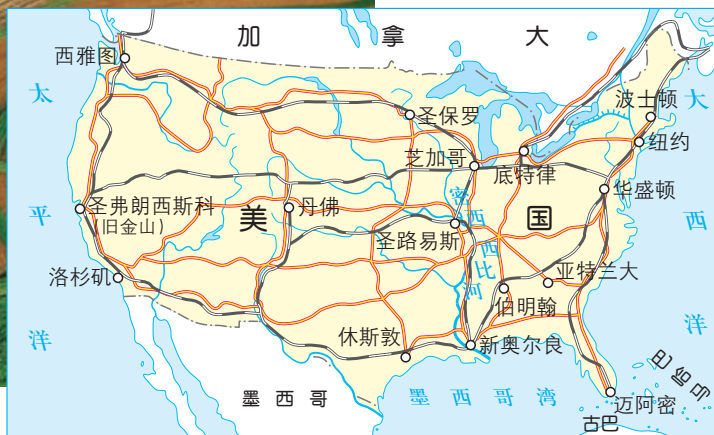 加拿大
西雅图
太平洋
圣保罗
波士顿
大西洋
芝加哥
底特律
纽约
密西西比河
华盛顿
圣弗朗西斯科
(旧金山)
美国
丹佛
圣路易斯
洛杉矶
亚特兰大
伯明翰
休斯敦
新奥尔良
巴哈马
墨西哥
墨西哥湾
迈阿密
古巴